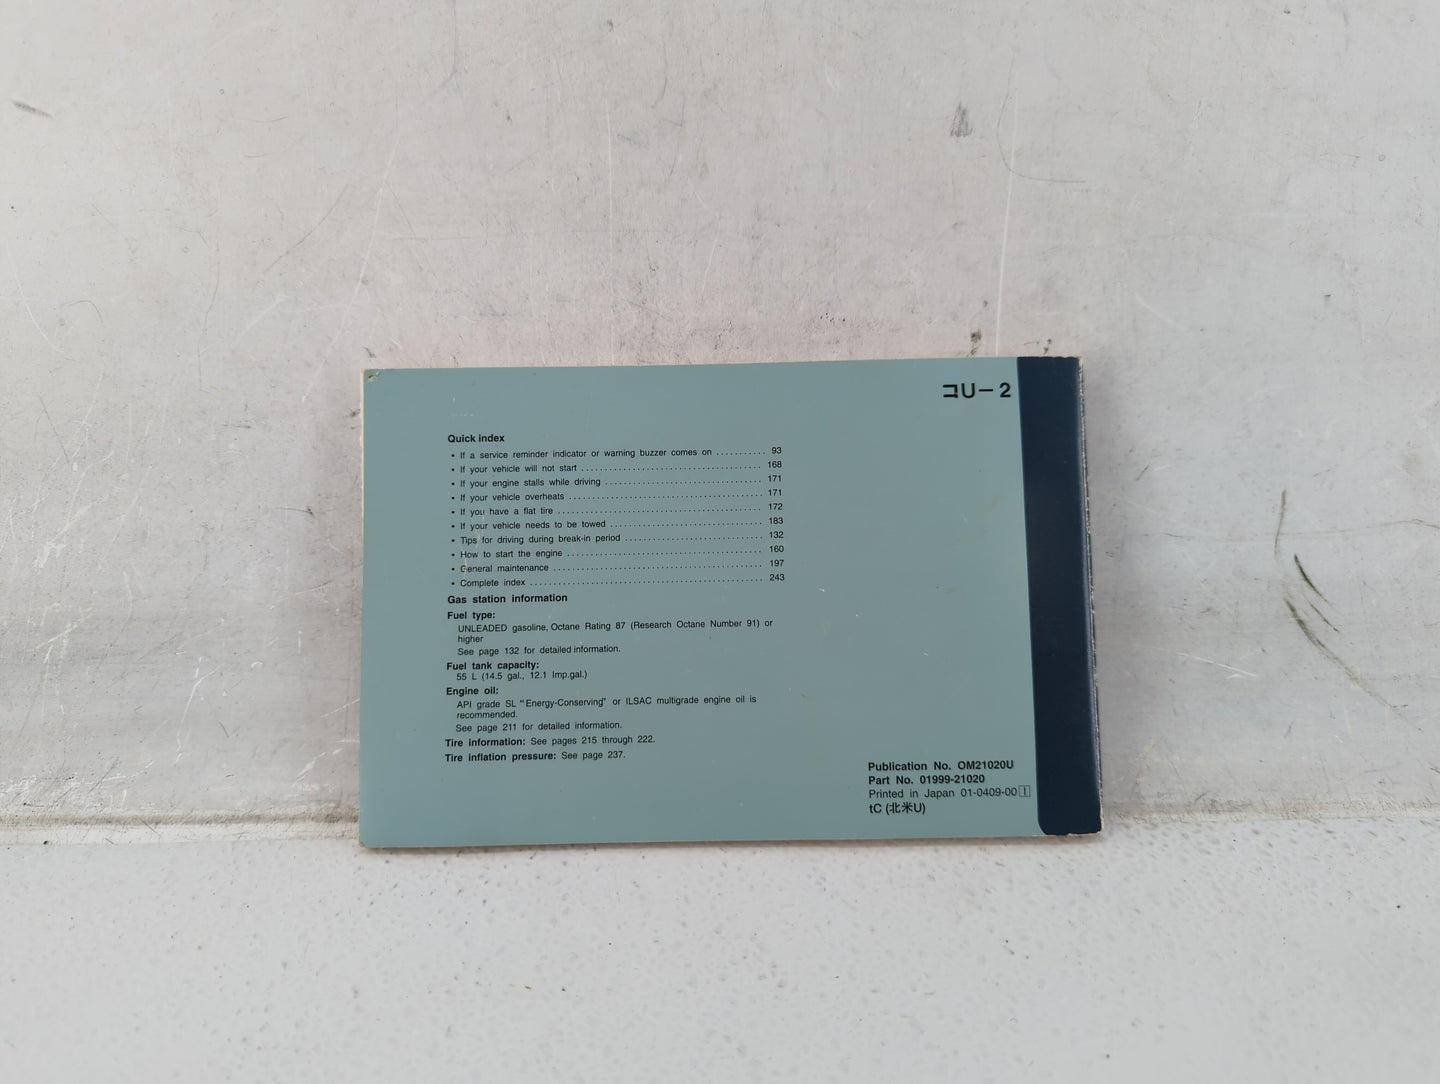 コU－2
Quick index
• If a service reminder indicator or warning buzzer comes on ........... 93
• If your vehicle will not start ........................................ 168
• If your engine stalls while driving .................................. 171
• If your vehicle overheats ........................................... 171
• If you have a flat tire .............................................. 172
• If your vehicle needs to be towed ................................. 183
• Tips for driving during break-in period .............................. 132
• How to start the engine ............................................ 160
• General maintenance .............................................. 197
• Complete index .................................................... 243
Gas station information
Fuel type:
UNLEADED gasoline, Octane Rating 87 (Research Octane Number 91) or
higher
See page 132 for detailed information.
Fuel tank capacity:
55 L (14.5 gal., 12.1 Imp.gal.)
Engine oil:
API grade SL “Energy-Conserving” or ILSAC multigrade engine oil is
recommended.
See page 211 for detailed information.
Tire information: See pages 215 through 222.
Tire inflation pressure: See page 237.
Publication No. OM21020U
Part No. 01999-21020
Printed in Japan 01-0409-00 I
tC (北米U)